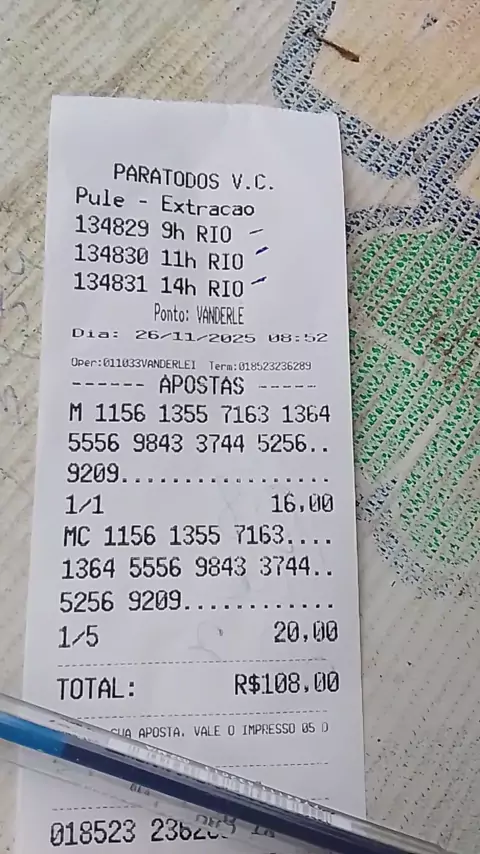 PARATODOS V.C.
Pule - Extracao
134829 9h RIO
134830 11h RIO
134831 14h RIO
Ponto: VANDERLE
Dia: 26/11/2025 08:52
Oper:011033VANDERLEI Term:018523236289
------ APOSTAS -----
M 1156 1355 7163 1364
5556 9843 3744 5256..
9209.................
1/1 16,00
MC 1156 1355 7163....
1364 5556 9843 3744..
5256 9209............
1/5 20,00
TOTAL: R$108,00
APOSTA. VALE O IMPRESSO 05 D
018523